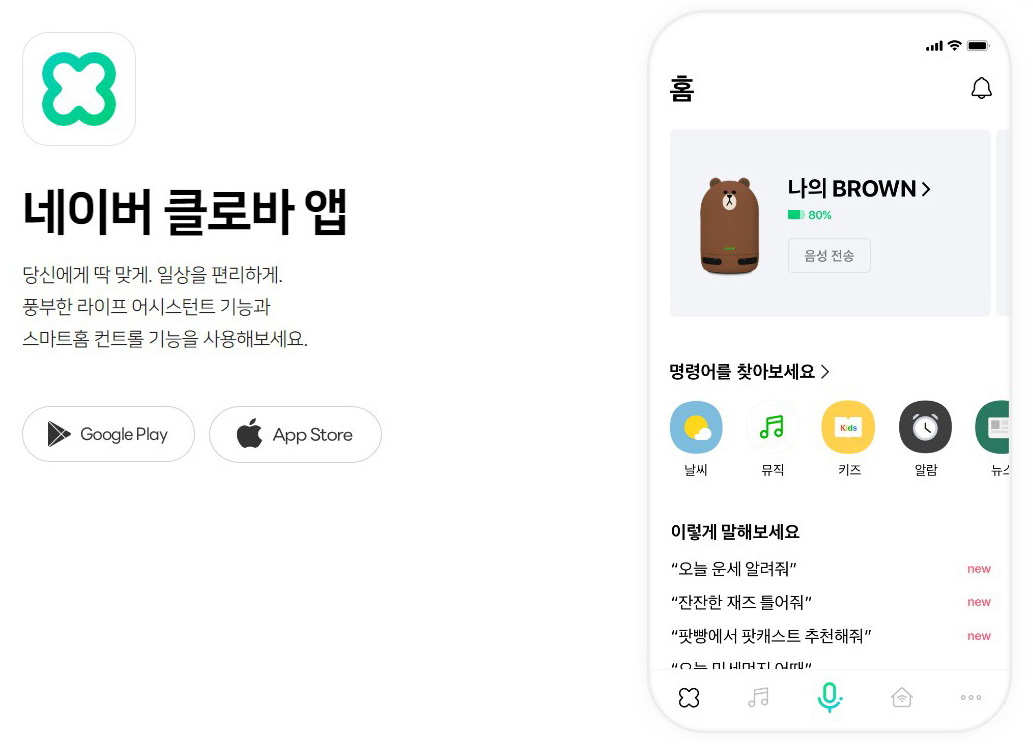 네이버 클로바 앱
당신에게 딱 맞게. 일상을 편리하게.
풍부한 라이프 어시스턴트 기능과
스마트홈 컨트롤 기능을 사용해보세요.
Google Play
App Store
홈
나의 BROWN
80%
음성 전송
명령어를 찾아보세요
Kids
날씨 뮤직 키즈 알람 뉴스
이렇게 말해보세요
“오늘 운세 알려줘” new
“잔잔한 재즈 틀어줘” new
“팟빵에서 팟캐스트 추천해줘” new
“오늘 미세먼지 어때”